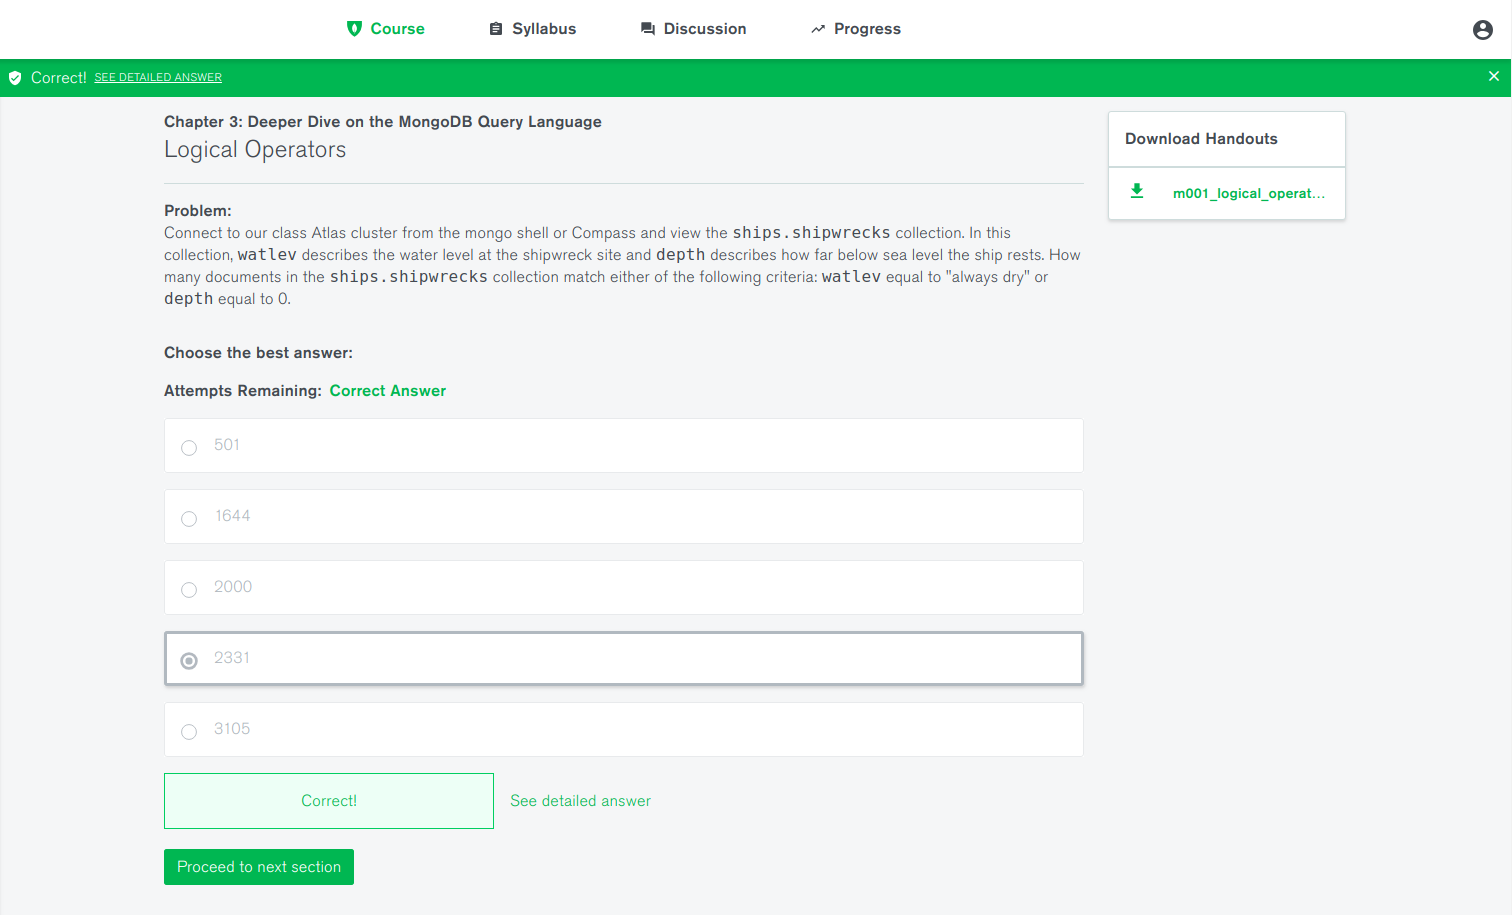 Course
Syllabus
Discussion
Progress
Correct! SEE DETAILED ANSWER
Chapter 3: Deeper Dive on the MongoDB Query Language
Logical Operators
Download Handouts
m001_logical_operat...
Problem:
Connect to our class Atlas cluster from the mongo shell or Compass and view the ships.shipwrecks collection. In this
collection, watlev describes the water level at the shipwreck site and depth describes how far below sea level the ship rests. How
many documents in the ships.shipwrecks collection match either of the following criteria: watlev equal to "always dry" or
depth equal to 0.
Choose the best answer:
Attempts Remaining: Correct Answer
501
1644
2000
2331
3105
Correct!
See detailed answer
Proceed to next section